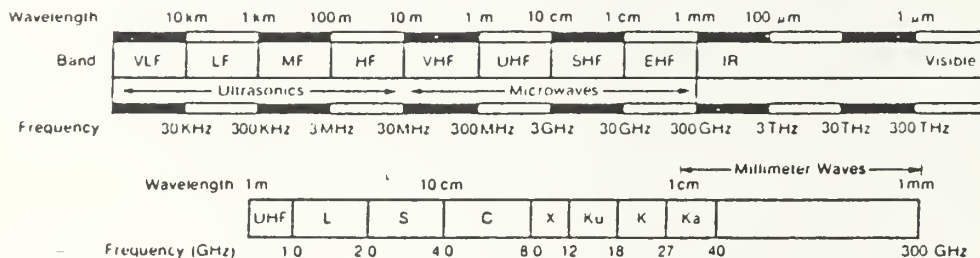 Wavelength 10 km 1 km 100 m 10 m 1 m 10 cm 1 cm 1 mm 100 μm 1 μm
Band VLF LF MF HF VHF UHF SHF EHF IR Visible
Ultrasonics Microwaves
Frequency 30 KHz 300 KHz 3 MHz 30 MHz 300 MHz 3 GHz 30 GHz 300 GHz 3 THz 30 THz 300 THz
Millimeter Waves
Wavelength 1 m 10 cm 1 cm 1 mm
UHF L S C X Ku K Ka
Frequency (GHz) 1 0 2 0 4 0 8 0 12 18 27 40 300 GHz